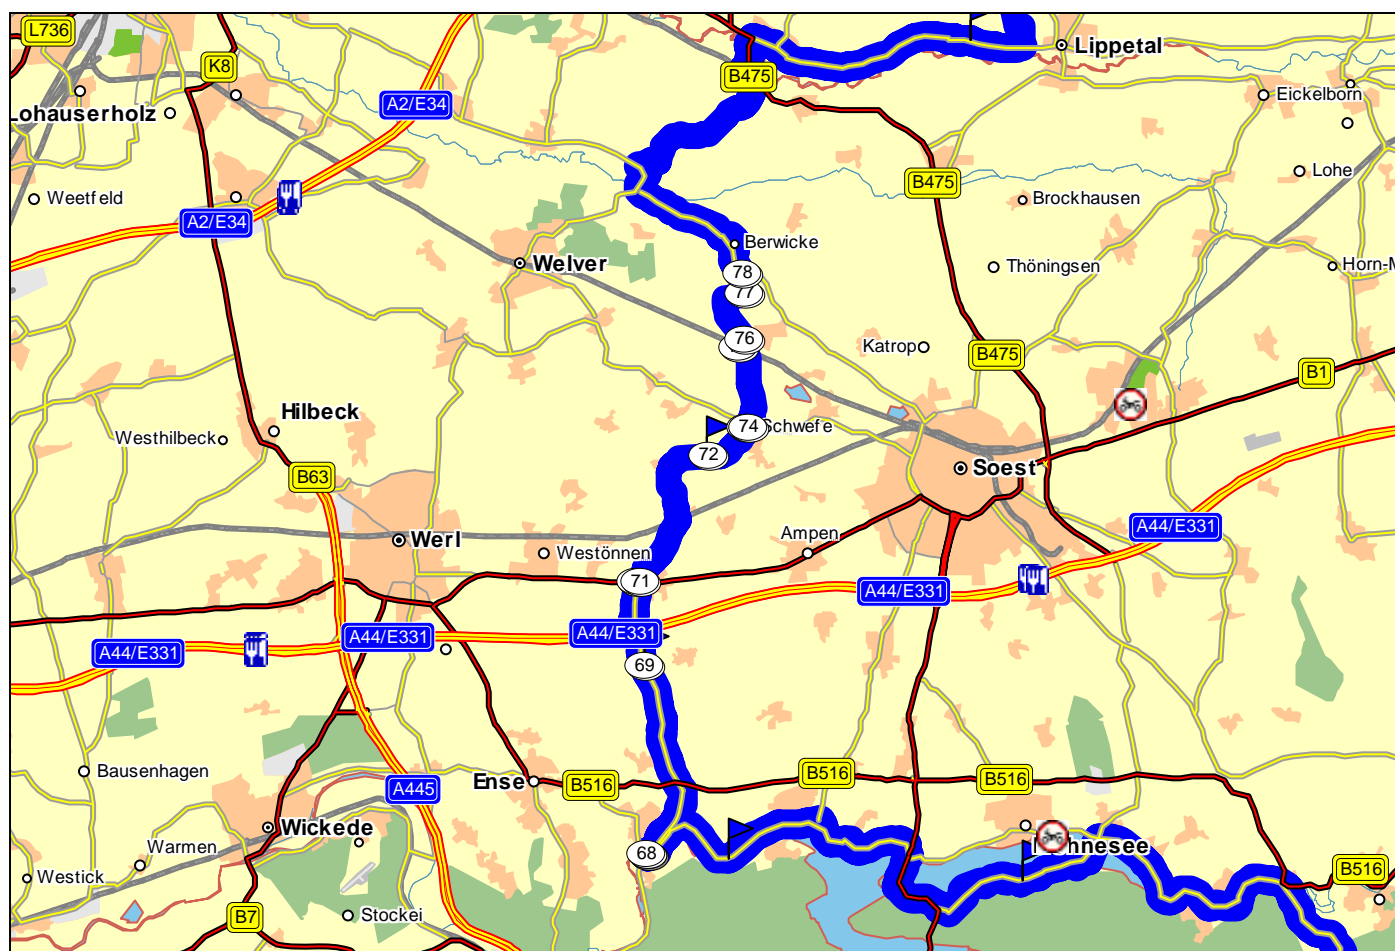 L736
Lippetal
K8
B475
Eickelborn
A2/E34
Lohauserholz
Lohe
B475
Weetfeld
Brockhausen
A2/E34
Berwicke
Welver
Thöningsen
Horn-M
78
77
76
Katrop
B475
B1
Hilbeck
Schwefe
74
Westhilbeck
72
Soest
B63
A44/E331
Ampen
Werl
Westönnen
71
A44/E331
A44/E331
A44/E331
A44/E331
69
Bausenhagen
B516
B516
Ense
B516
A445
Wickede
Warmen
68
B516
Westick
Stockei
B7